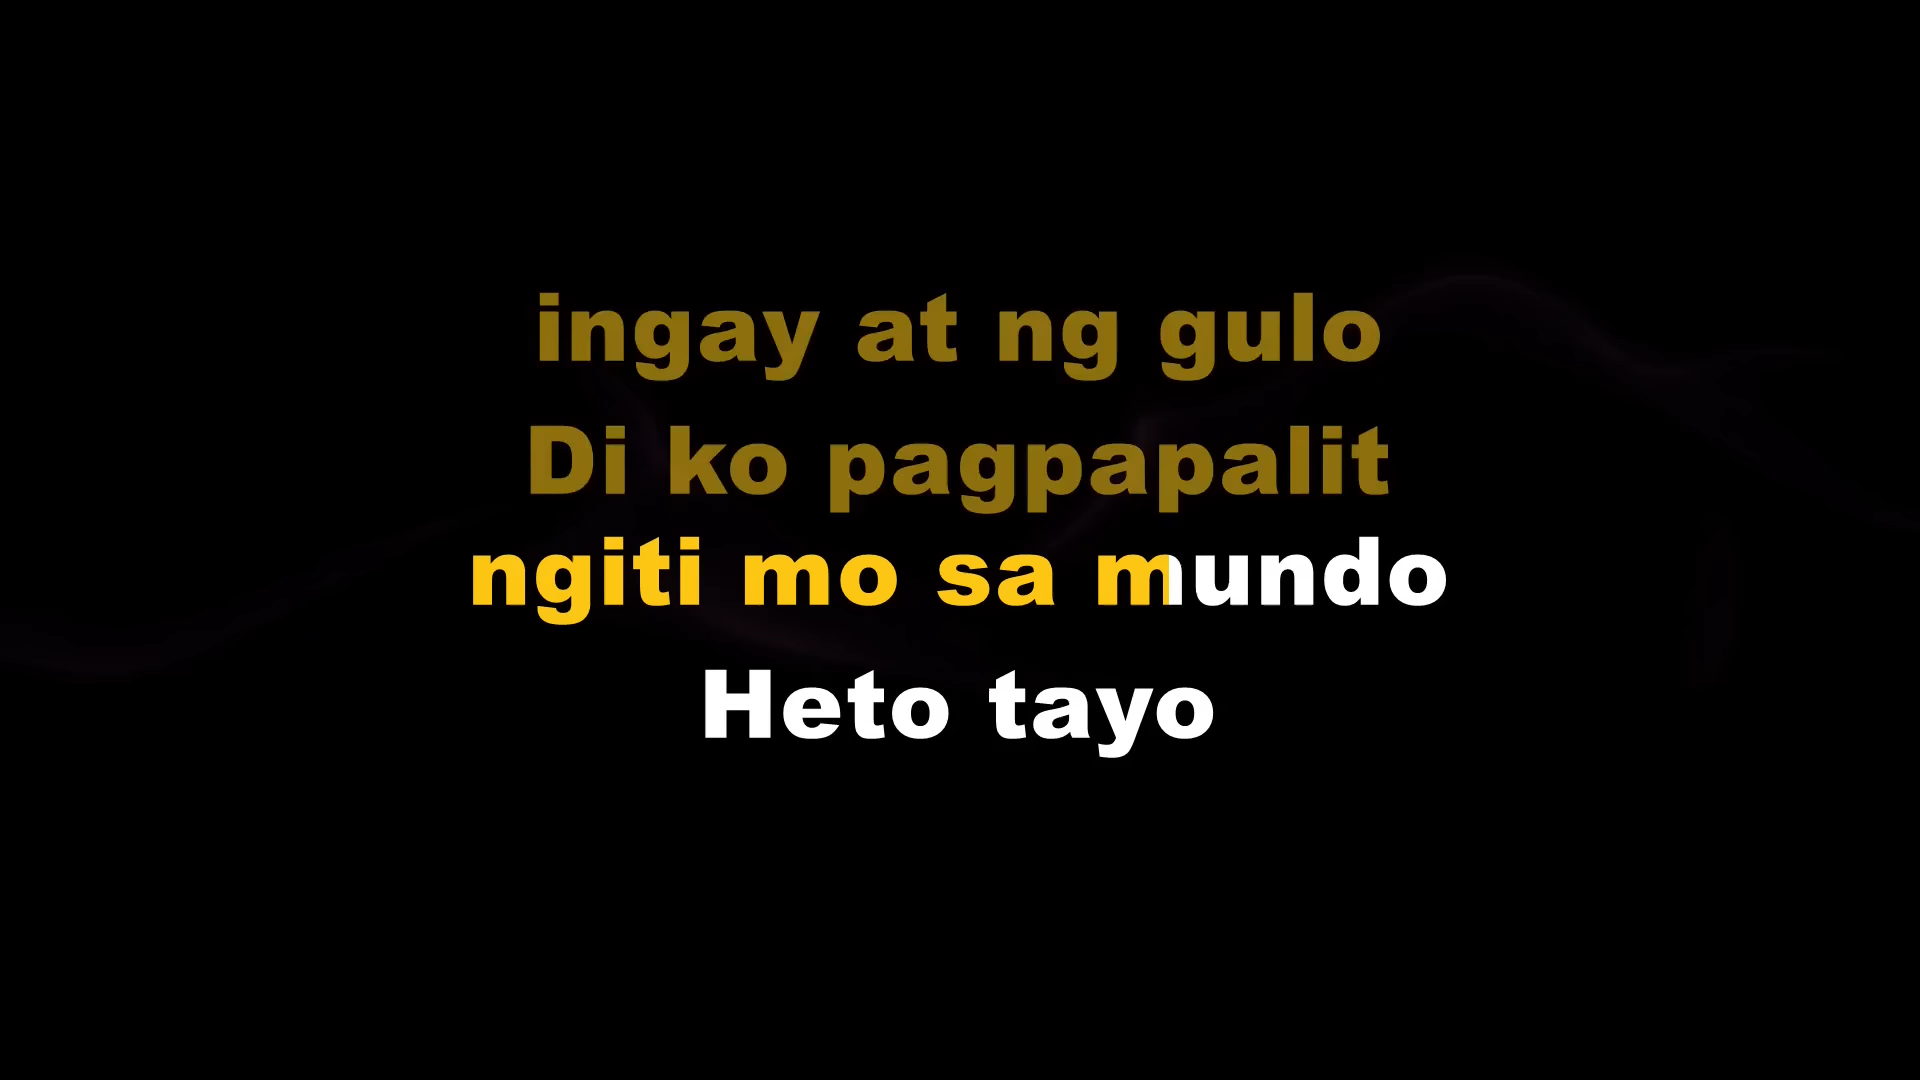 ingay at ng gulo
Di ko pagpapalit
ngiti mo sa mundo
Heto tayo